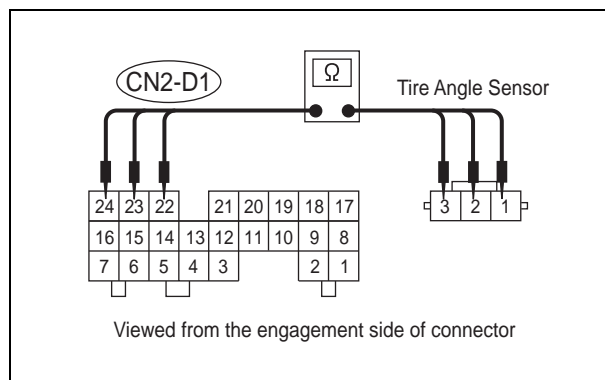 Ω
CN2-D1
Tire Angle Sensor
24 23 22 21 20 19 18 17
3 2 1
16 15 14 13 12 11 10 9 8
7 6 5 4 3 2 1
Viewed from the engagement side of connector